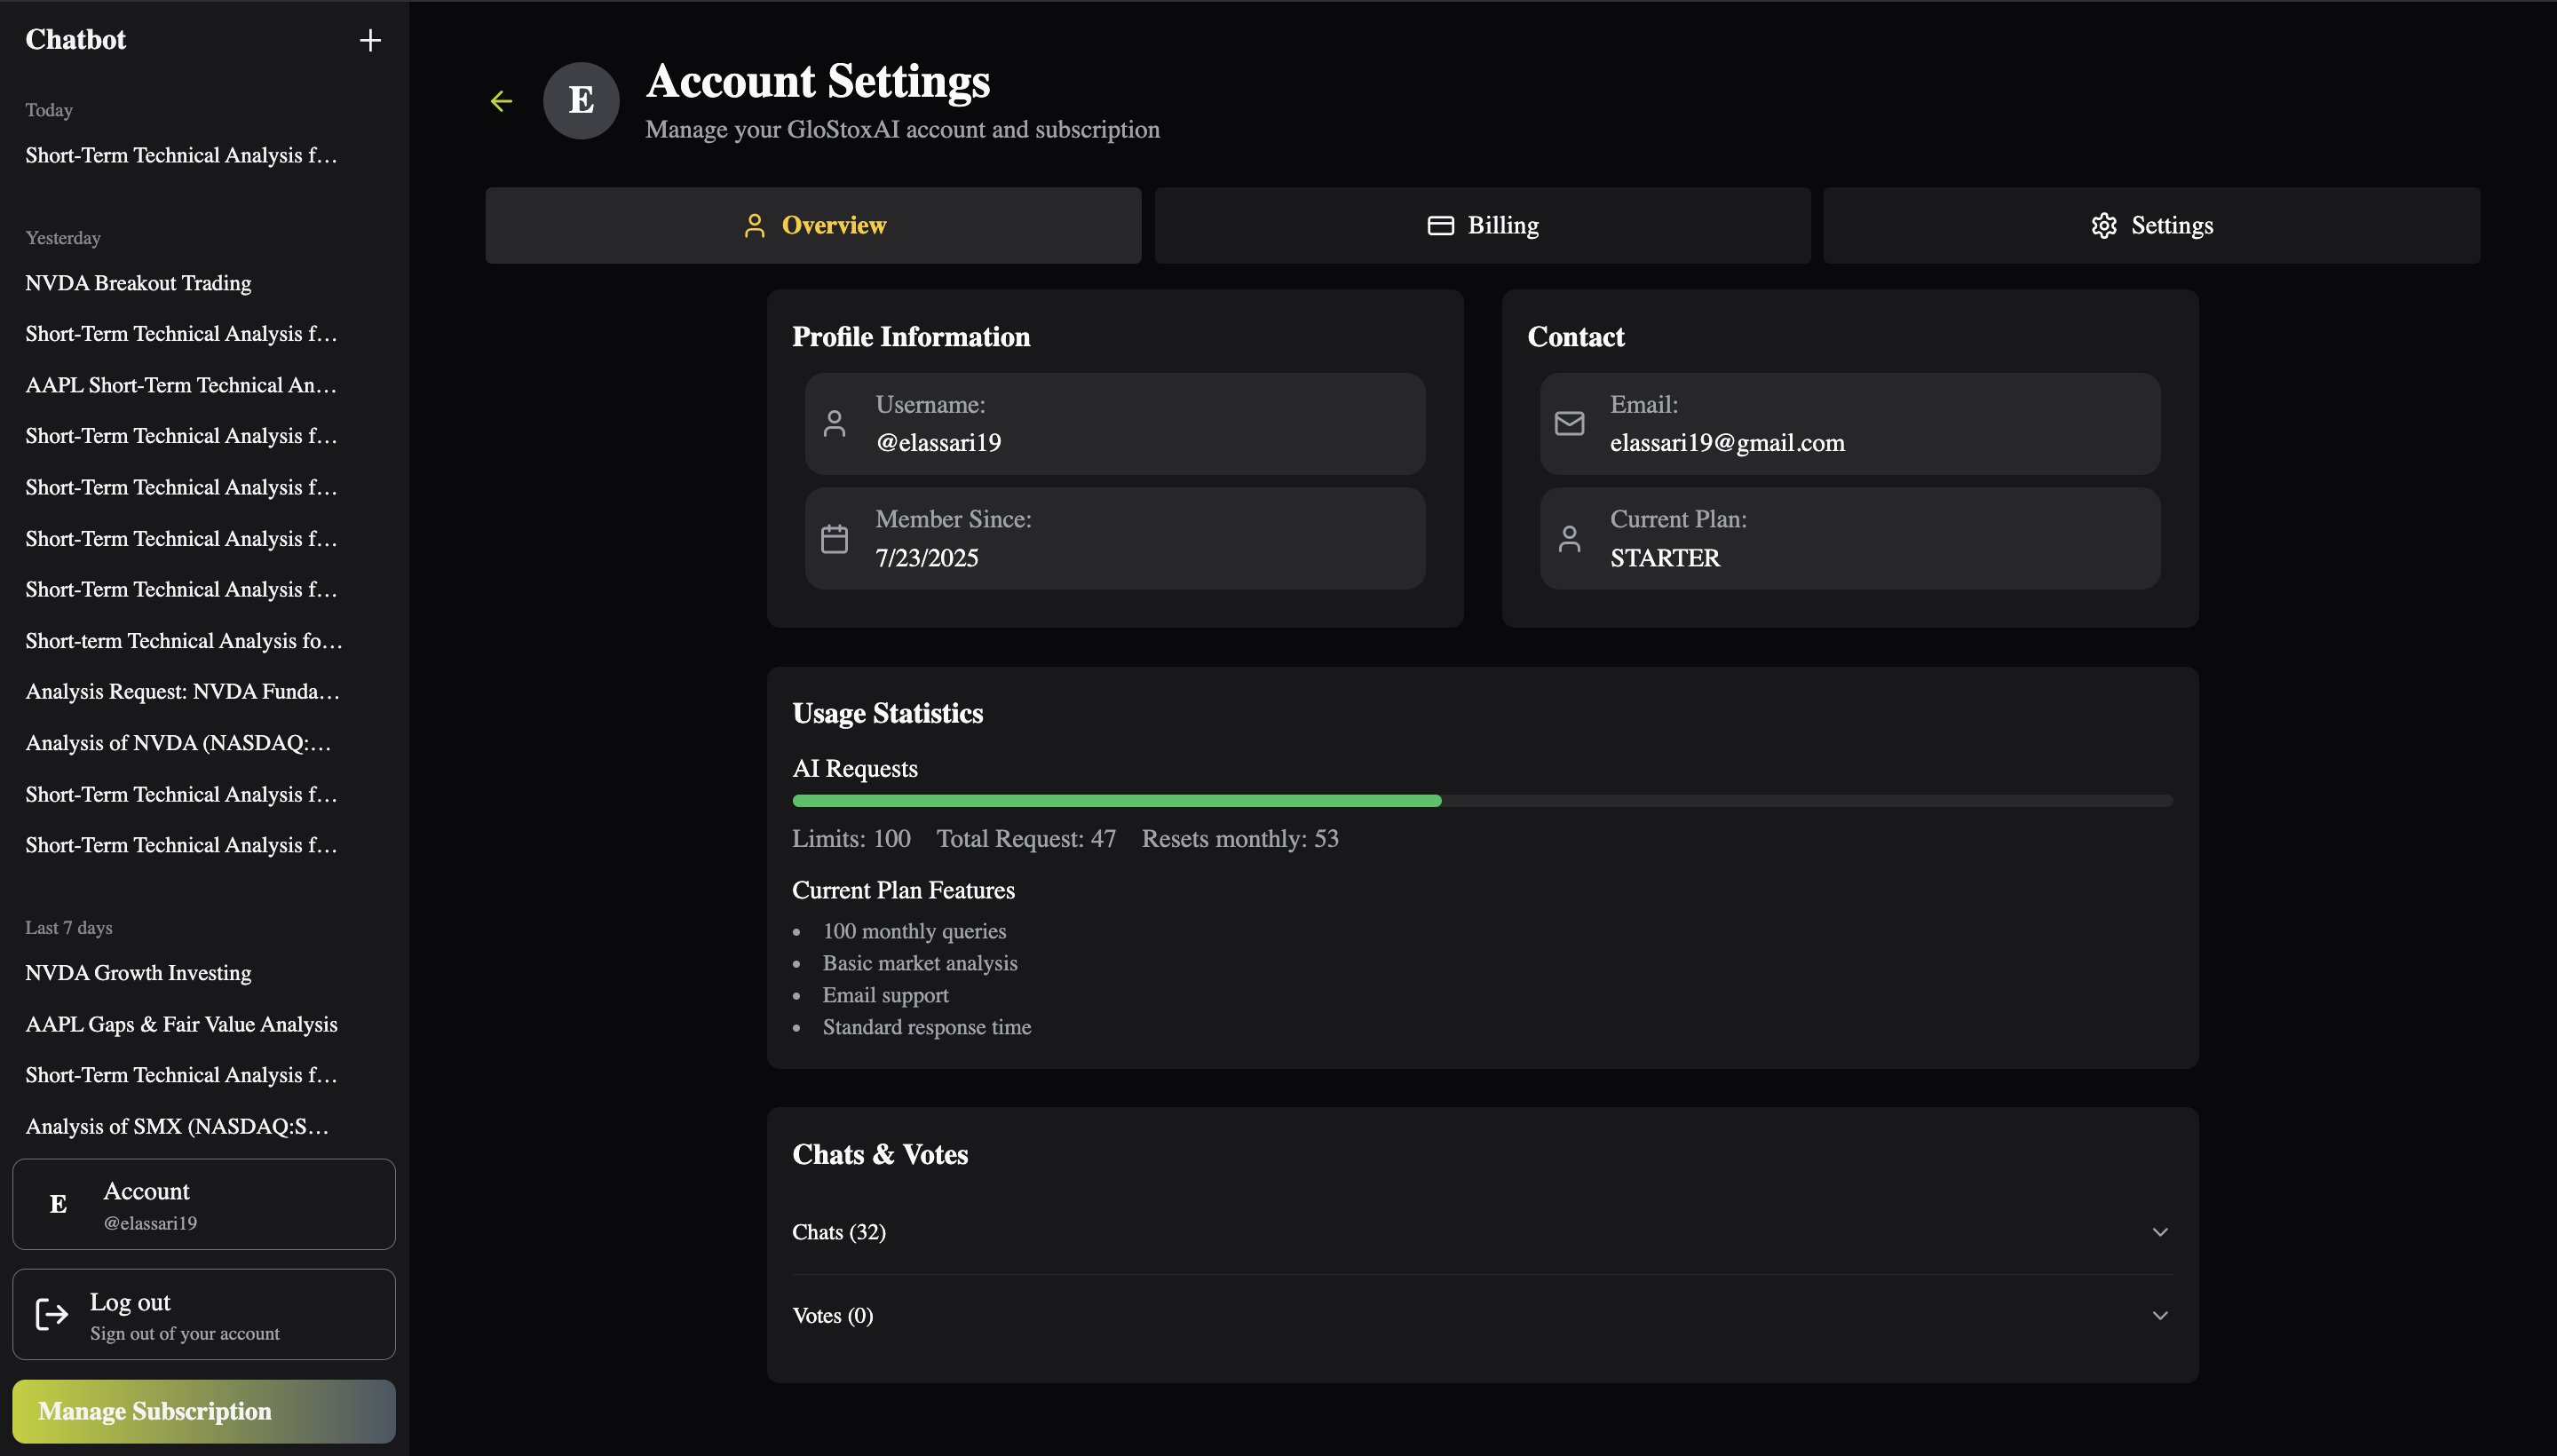 Chatbot
Today
Short-Term Technical Analysis f…
Yesterday
NVDA Breakout Trading
Short-Term Technical Analysis f…
AAPL Short-Term Technical An…
Short-Term Technical Analysis f…
Short-Term Technical Analysis f…
Short-Term Technical Analysis f…
Short-Term Technical Analysis f…
Short-term Technical Analysis fo…
Analysis Request: NVDA Funda…
Analysis of NVDA (NASDAQ:…
Short-Term Technical Analysis f…
Short-Term Technical Analysis f…
Last 7 days
NVDA Growth Investing
AAPL Gaps & Fair Value Analysis
Short-Term Technical Analysis f…
Analysis of SMX (NASDAQ:S…
E
Account
@elassari19
Log out
Sign out of your account
Manage Subscription
E
Account Settings
Manage your GloStoxAI account and subscription
Overview
Billing
Settings
Profile Information
Username:
@elassari19
Member Since:
7/23/2025
Contact
Email:
elassari19@gmail.com
Current Plan:
STARTER
Usage Statistics
AI Requests
Limits: 100 Total Request: 47 Resets monthly: 53
Current Plan Features
• 100 monthly queries
• Basic market analysis
• Email support
• Standard response time
Chats & Votes
Chats (32)
Votes (0)